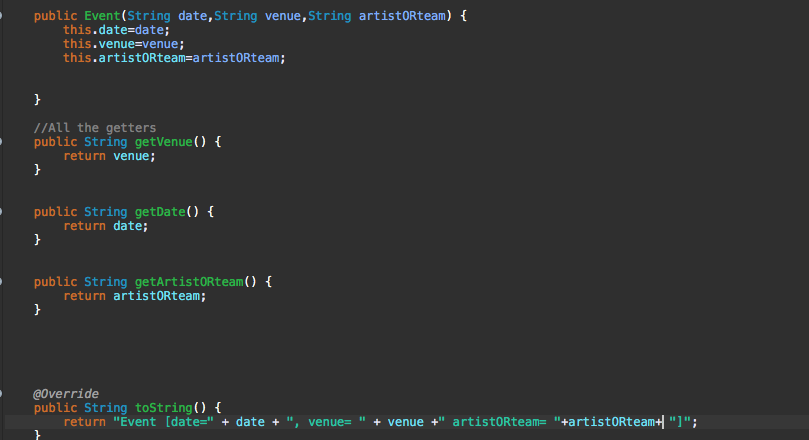 public Event(String date,String venue,String artistORteam) {
this.date=date;
this.venue=venue;
this.artistORteam=artistORteam;
}
//All the getters
public String getVenue() {
return venue;
}
public String getDate() {
return date;
}
public String getArtistORteam() {
return artistORteam;
}
@Override
public String toString() {
return "Event [date=" + date + ", venue= " + venue +" artistORteam= "+artistORteam+ "]";
}